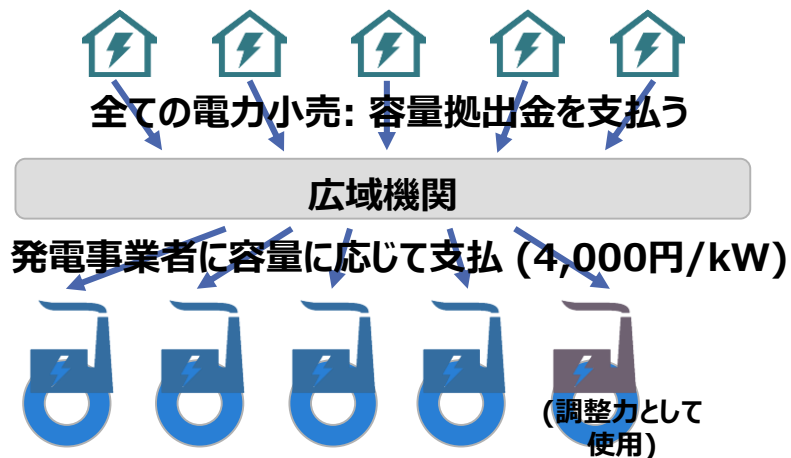 全ての電力小売: 容量拠出金を支払う
広域機関
発電事業者に容量に応じて支払 (4,000円/kW)
(調整力として
使用)